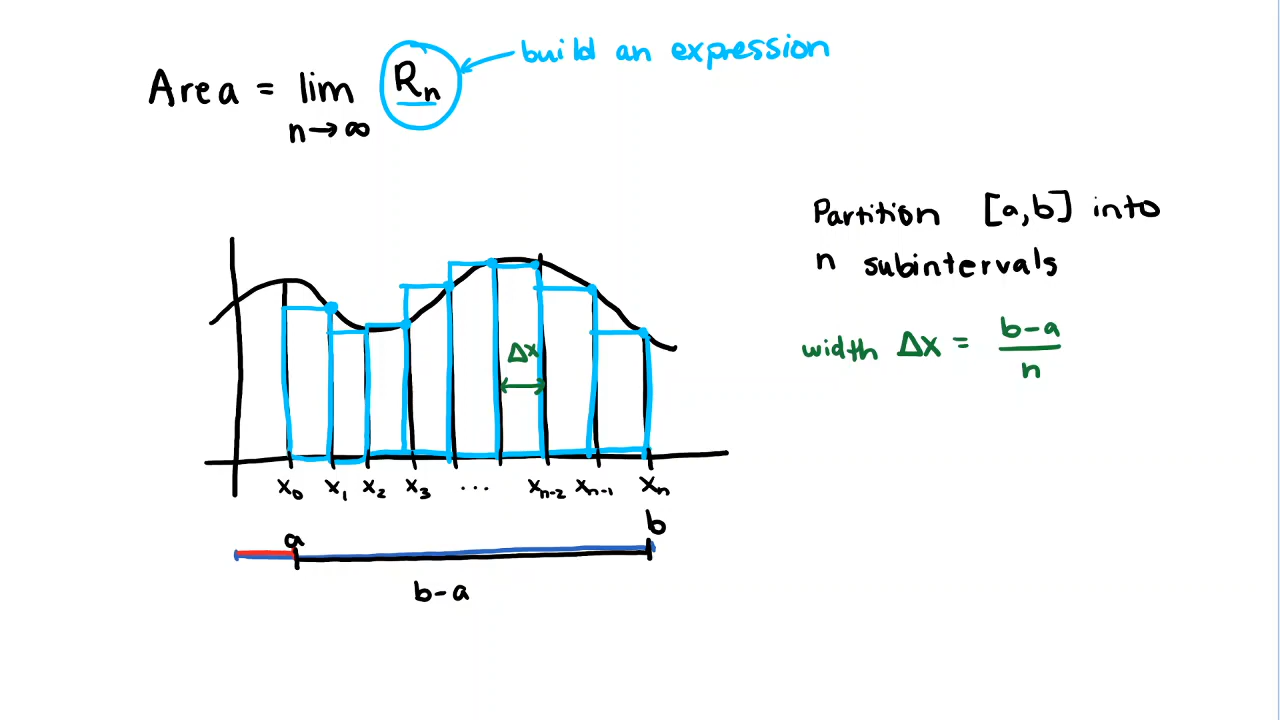 build an expression
Area = lim Rₙ
n→∞
Partition [a,b] into
n subintervals
width Δx = b-a
n
Δx
x₀ x₁ x₂ x₃ ... xₙ₋₂ xₙ₋₁ xₙ
a b
b-a